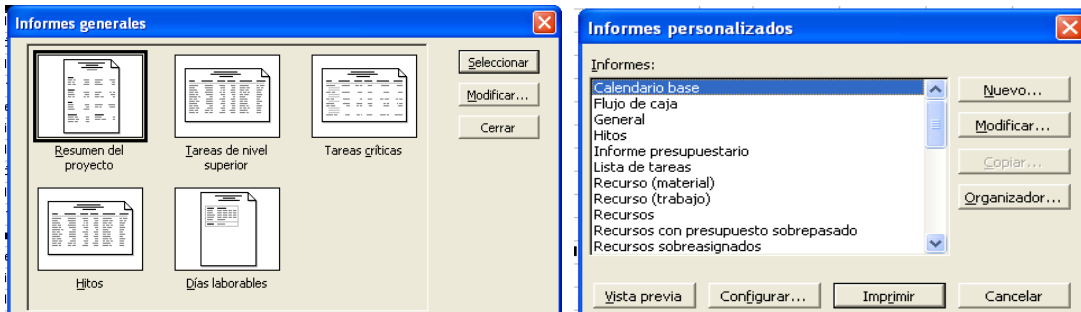 Informes generales
Seleccionar
Modificar...
Cerrar
Resumen del
proyecto
Tareas de nivel
superior
Tareas críticas
Hitos
Días laborables
Informes personalizados
Informes:
Calendario base
Flujo de caja
General
Hitos
Informe presupuestario
Lista de tareas
Recurso (material)
Recurso (trabajo)
Recursos
Recursos con presupuesto sobrepasado
Recursos sobreasignados
Nuevo...
Modificar...
Copiar...
Organizador...
Vista previa
Configurar...
Imprimir
Cancelar